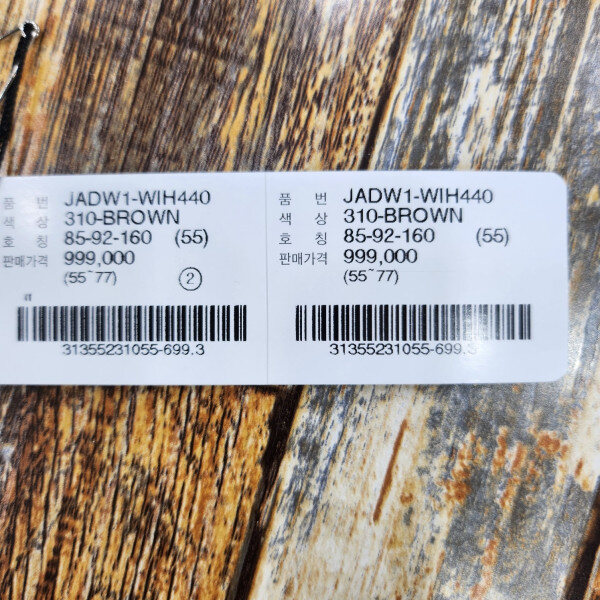 품 번 JADW1-WIH440
색 상 310-BROWN
호 칭 85-92-160 (55)
판매가격 999,000
(55~77) ②
31355231055-699.3
품 번 JADW1-WIH440
색 상 310-BROWN
호 칭 85-92-160 (55)
판매가격 999,000
(55~77)
31355231055-699.3